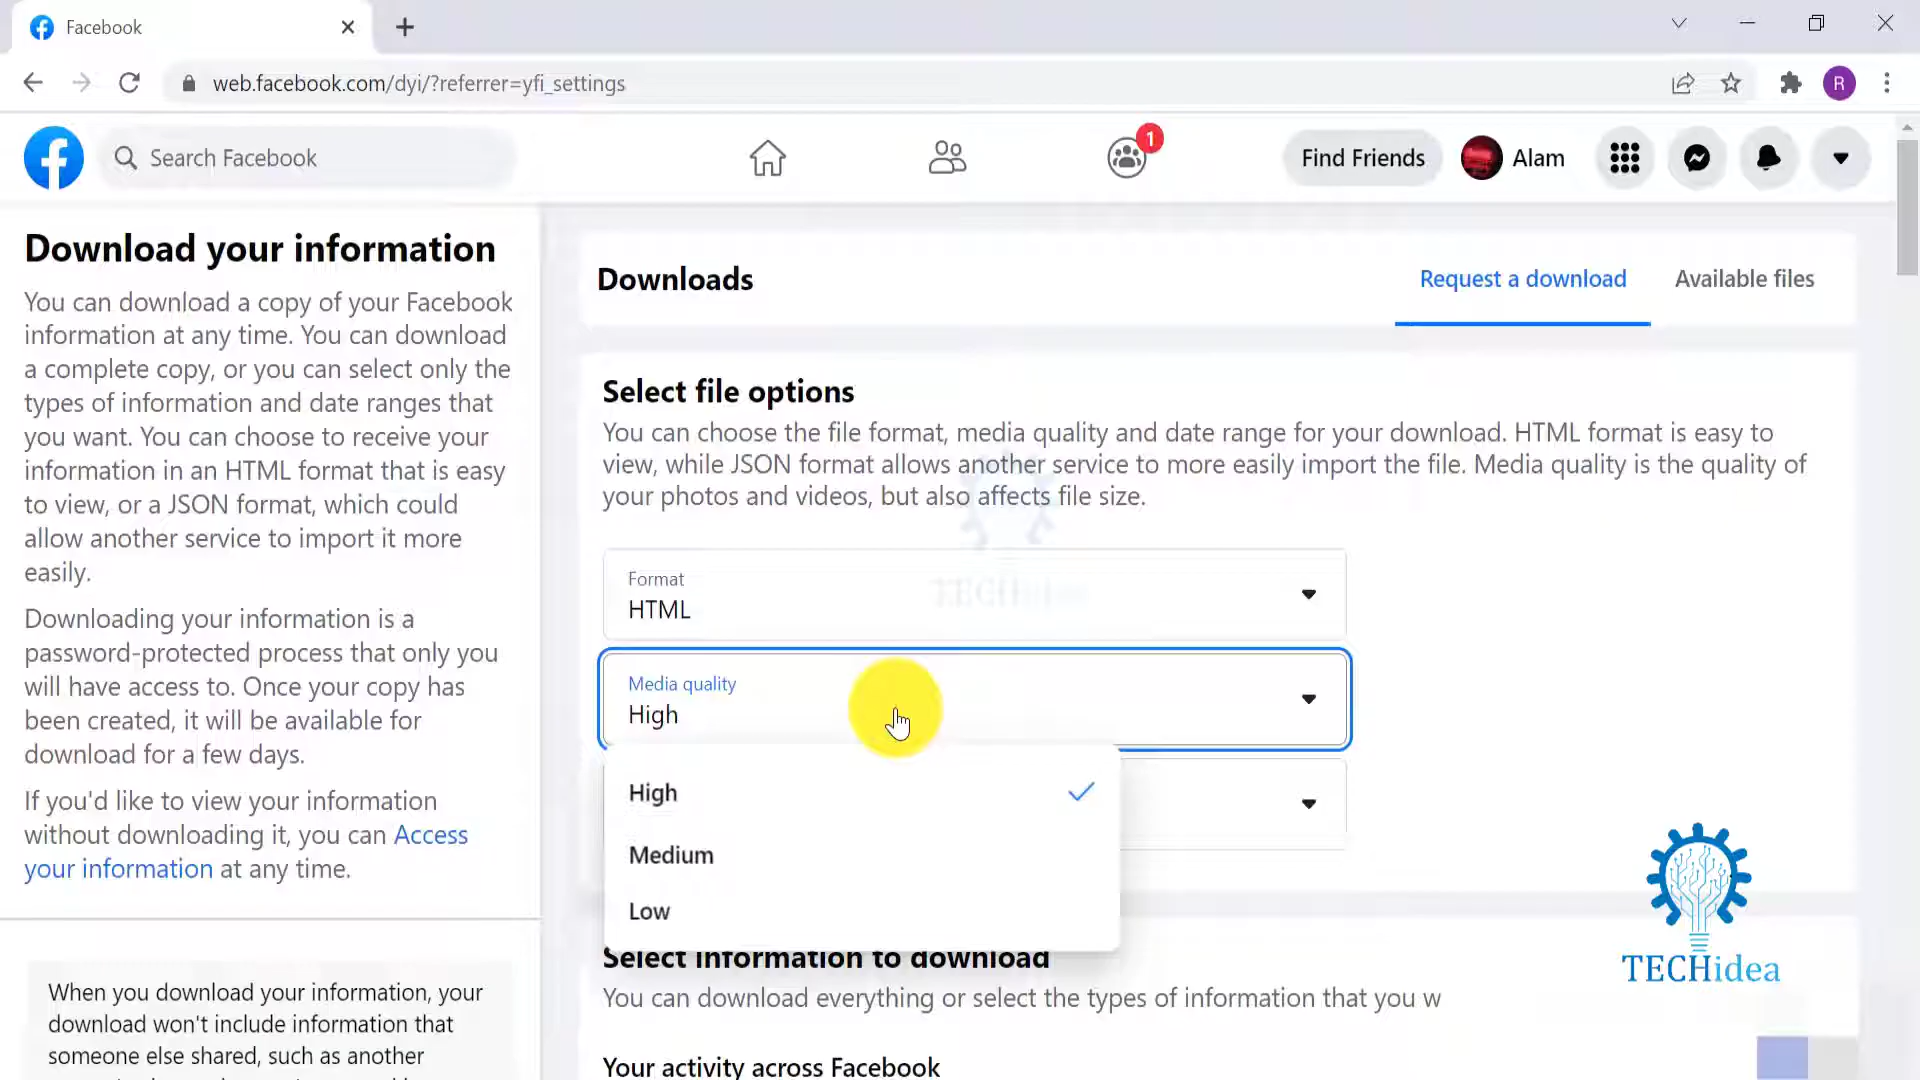 Facebook
web.facebook.com/dyi/?referrer=yfi_settings
R
Search Facebook
1
Find Friends
Alam
Download your information
You can download a copy of your Facebook
information at any time. You can download
a complete copy, or you can select only the
types of information and date ranges that
you want. You can choose to receive your
information in an HTML format that is easy
to view, or a JSON format, which could
allow another service to import it more
easily.
Downloading your information is a
password-protected process that only you
will have access to. Once your copy has
been created, it will be available for
download for a few days.
If you'd like to view your information
without downloading it, you can Access
your information at any time.
When you download your information, your
download won't include information that
someone else shared, such as another
Downloads
Request a download
Available files
Select file options
You can choose the file format, media quality and date range for your download. HTML format is easy to
view, while JSON format allows another service to more easily import the file. Media quality is the quality of
your photos and videos, but also affects file size.
TECHidea
Format
HTML
Media quality
High
High
Medium
Low
Select information to download
You can download everything or select the types of information that you w
Your activity across Facebook
TECHidea